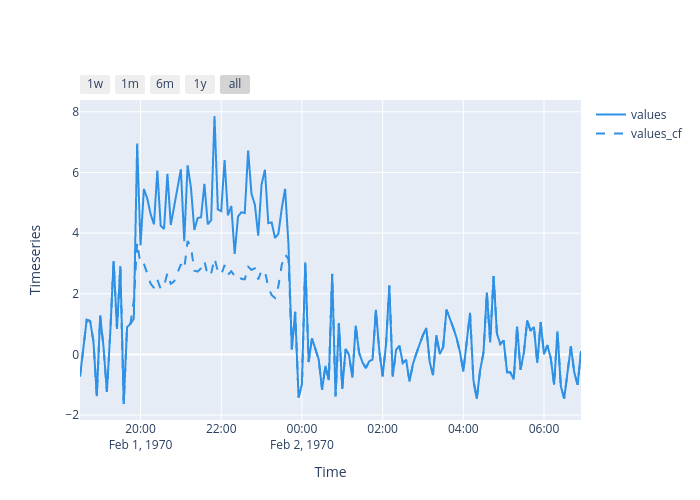 1w 1m 6m 1y all
8
6
4
2
0
−2
Timeseries
20:00 22:00 00:00 02:00 04:00 06:00
Feb 1, 1970 Feb 2, 1970
Time
values
values_cf